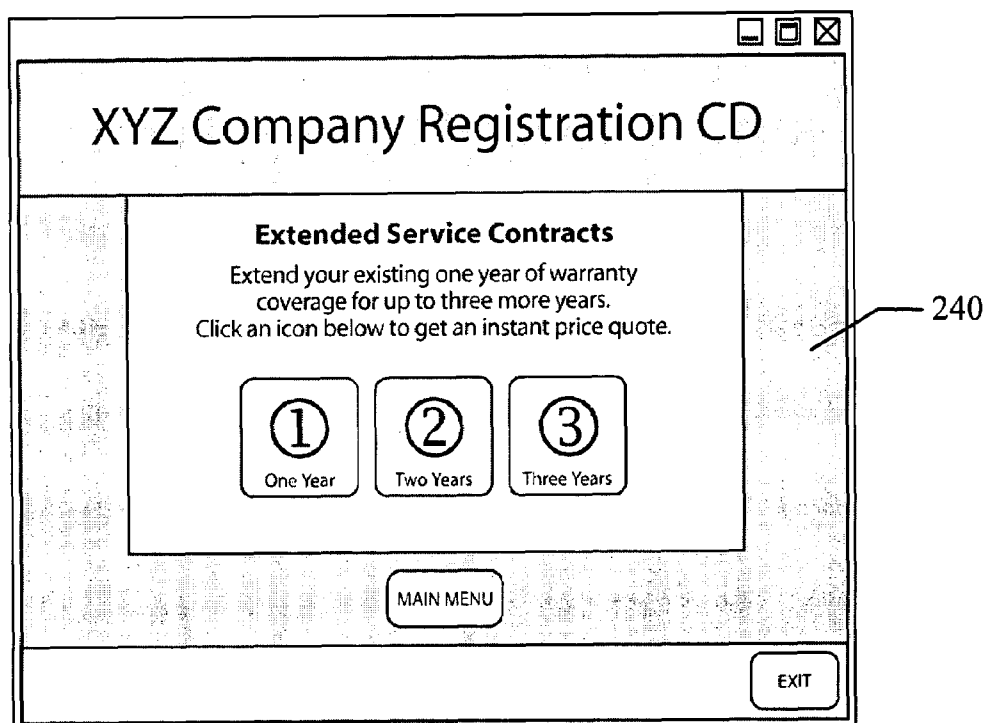 XYZ Company Registration CD
Extended Service Contracts
Extend your existing one year of warranty
coverage for up to three more years.
Click an icon below to get an instant price quote.
240
① ② ③
One Year Two Years Three Years
MAIN MENU
EXIT